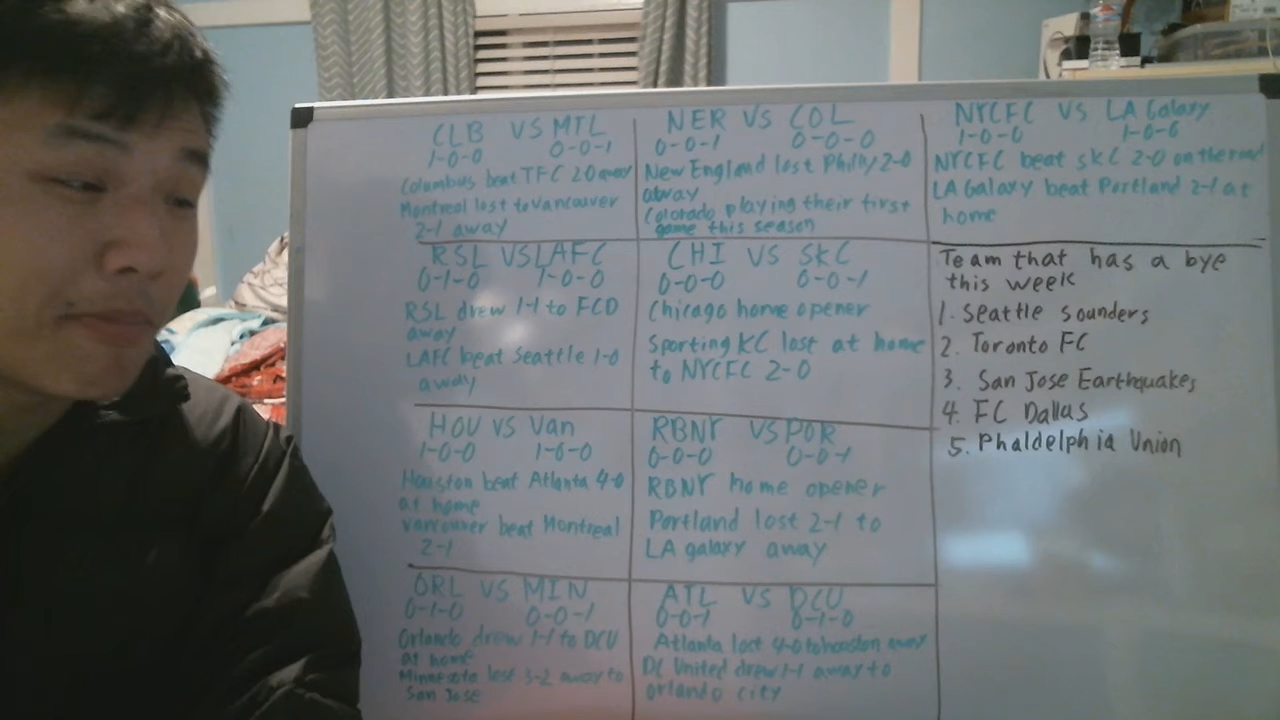 CLB VS MTL
1-0-0 0-0-1
Columbus beat TFC 2-0 away
Montreal lost to Vancouver
2-1 away
NER VS COL
0-0-1 0-0-0
New England lost Philly 2-0
away
Colorado playing their first
game this season
NYCFC VS LA Galaxy
1-0-0 1-0-0
NYCFC beat SKC 2-0 on the road
LA Galaxy beat Portland 2-1 at
home
RSL VS LAFC
0-1-0 1-0-0
RSL drew 1-1 to FCD
away
LAFC beat Seattle 1-0
away
CHI VS SKC
0-0-0 0-0-1
Chicago home opener
Sporting KC lost at home
to NYCFC 2-0
Team that has a bye
this week
1. Seattle sounders
2. Toronto FC
3. San Jose Earthquakes
4. FC Dallas
5. Phaldelphia Union
HOU VS Van
1-0-0 1-0-0
Houston beat Atlanta 4-0
at home
Vancouver beat Montreal
2-1
RBNY VS POR
0-0-0 0-0-1
RBNY home opener
Portland lost 2-1 to
LA galaxy away
ORL VS MIN
0-1-0 0-0-1
Orlando drew 1-1 to DCU
at home
Minnesota lost 3-2 away to
San Jose
ATL VS DCU
0-0-1 0-1-0
Atlanta lost 4-0 to houston away
DC United drew 1-1 away to
orlando city